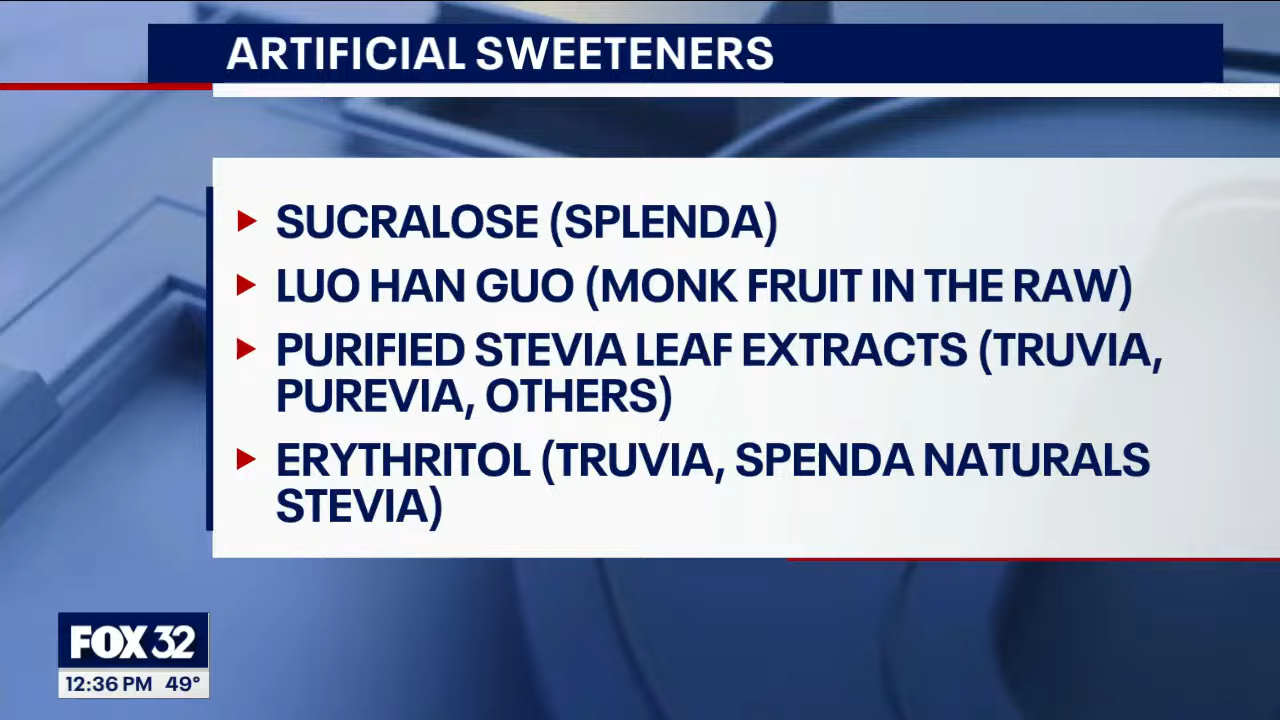 ARTIFICIAL SWEETENERS
SUCRALOSE (SPLENDA)
LUO HAN GUO (MONK FRUIT IN THE RAW)
PURIFIED STEVIA LEAF EXTRACTS (TRUVIA,
PUREVIA, OTHERS)
ERYTHRITOL (TRUVIA, SPENDA NATURALS
STEVIA)
FOX 32
12:36 PM 49°